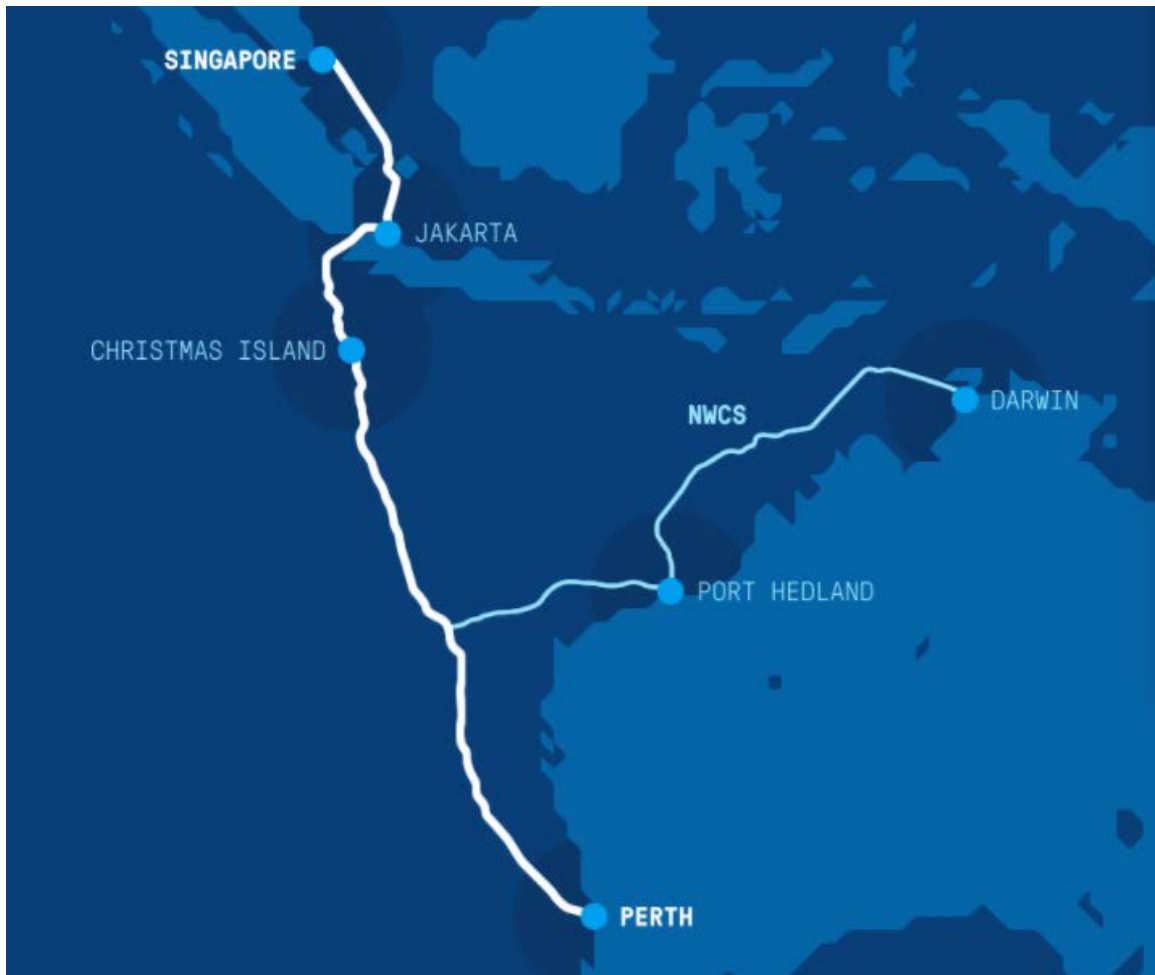 SINGAPORE
JAKARTA
CHRISTMAS ISLAND
NWCS
DARWIN
PORT HEDLAND
PERTH